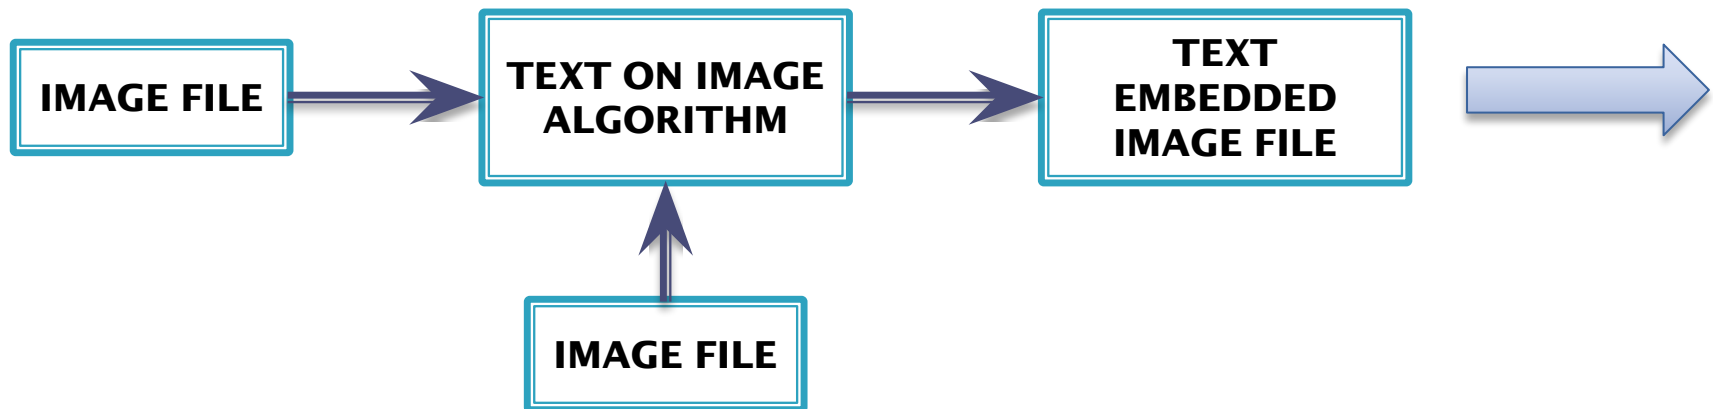 IMAGE FILE
TEXT ON IMAGE
ALGORITHM
TEXT
EMBEDDED
IMAGE FILE
IMAGE FILE